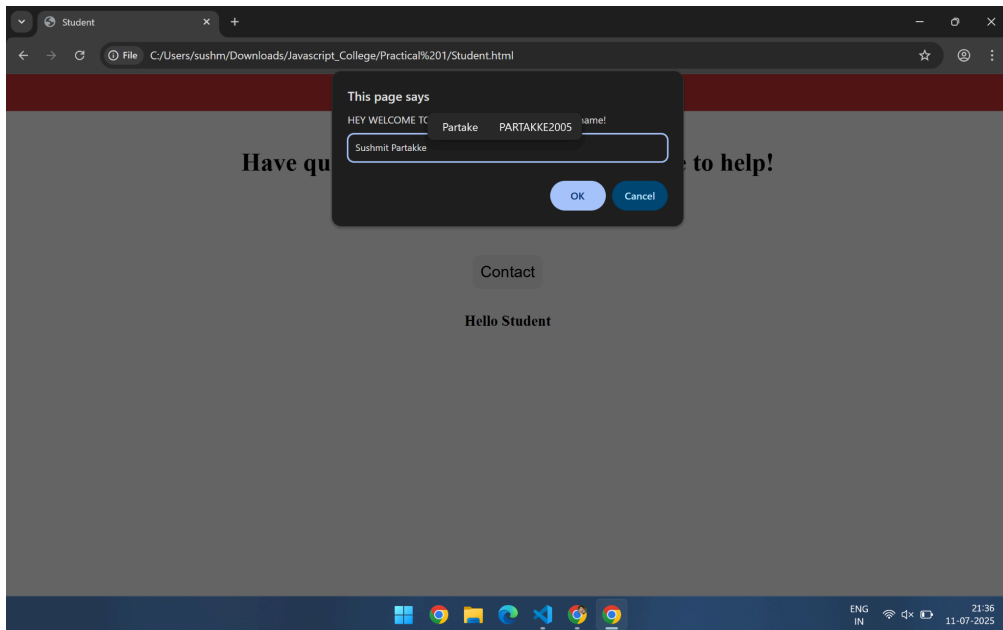 Student
File C:/Users/sushm/Downloads/Javascript_College/Practical%201/Student.html
This page says
HEY WELCOME TO ame!
Partake PARTAKKE2005
Sushmit Partakke
Have qu to help!
OK Cancel
Contact
Hello Student
ENG 21:36
IN 11-07-2025